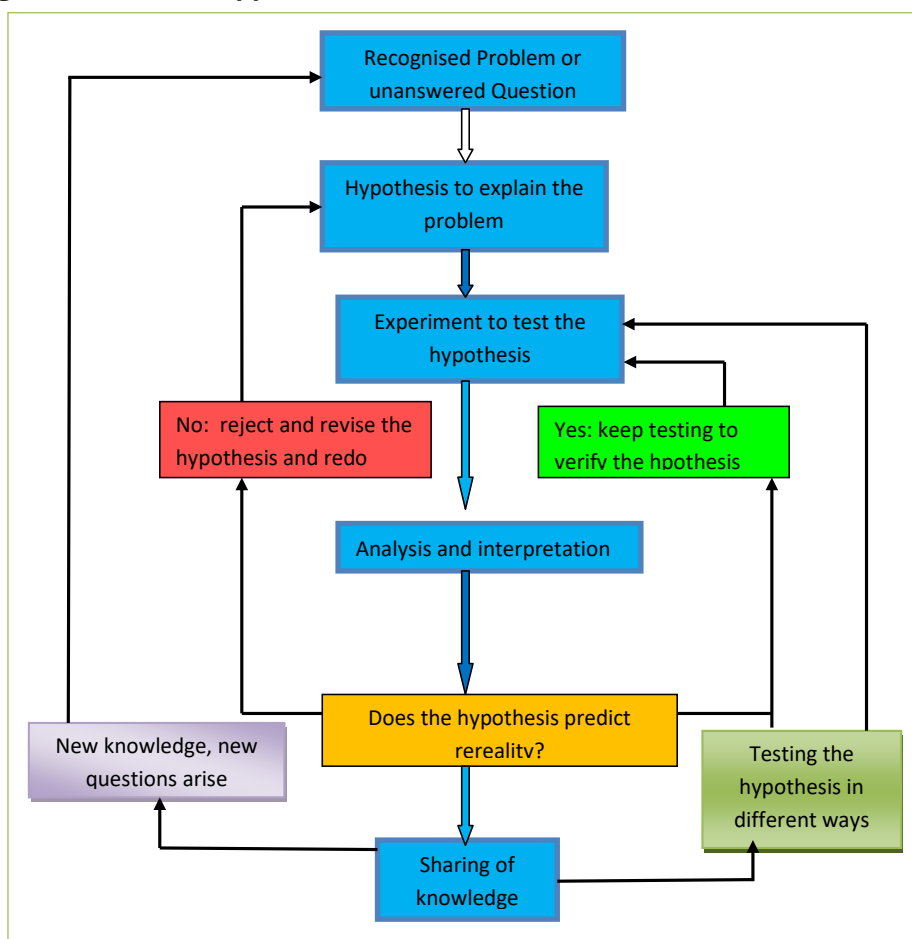 Recognised Problem or
unanswered Question
Hypothesis to explain the
problem
Experiment to test the
hypothesis
No: reject and revise the
hypothesis and redo
Yes: keep testing to
verify the hpothesis
Analysis and interpretation
Does the hypothesis predict
rereality?
New knowledge, new
questions arise
Testing the
hypothesis in
different ways
Sharing of
knowledge